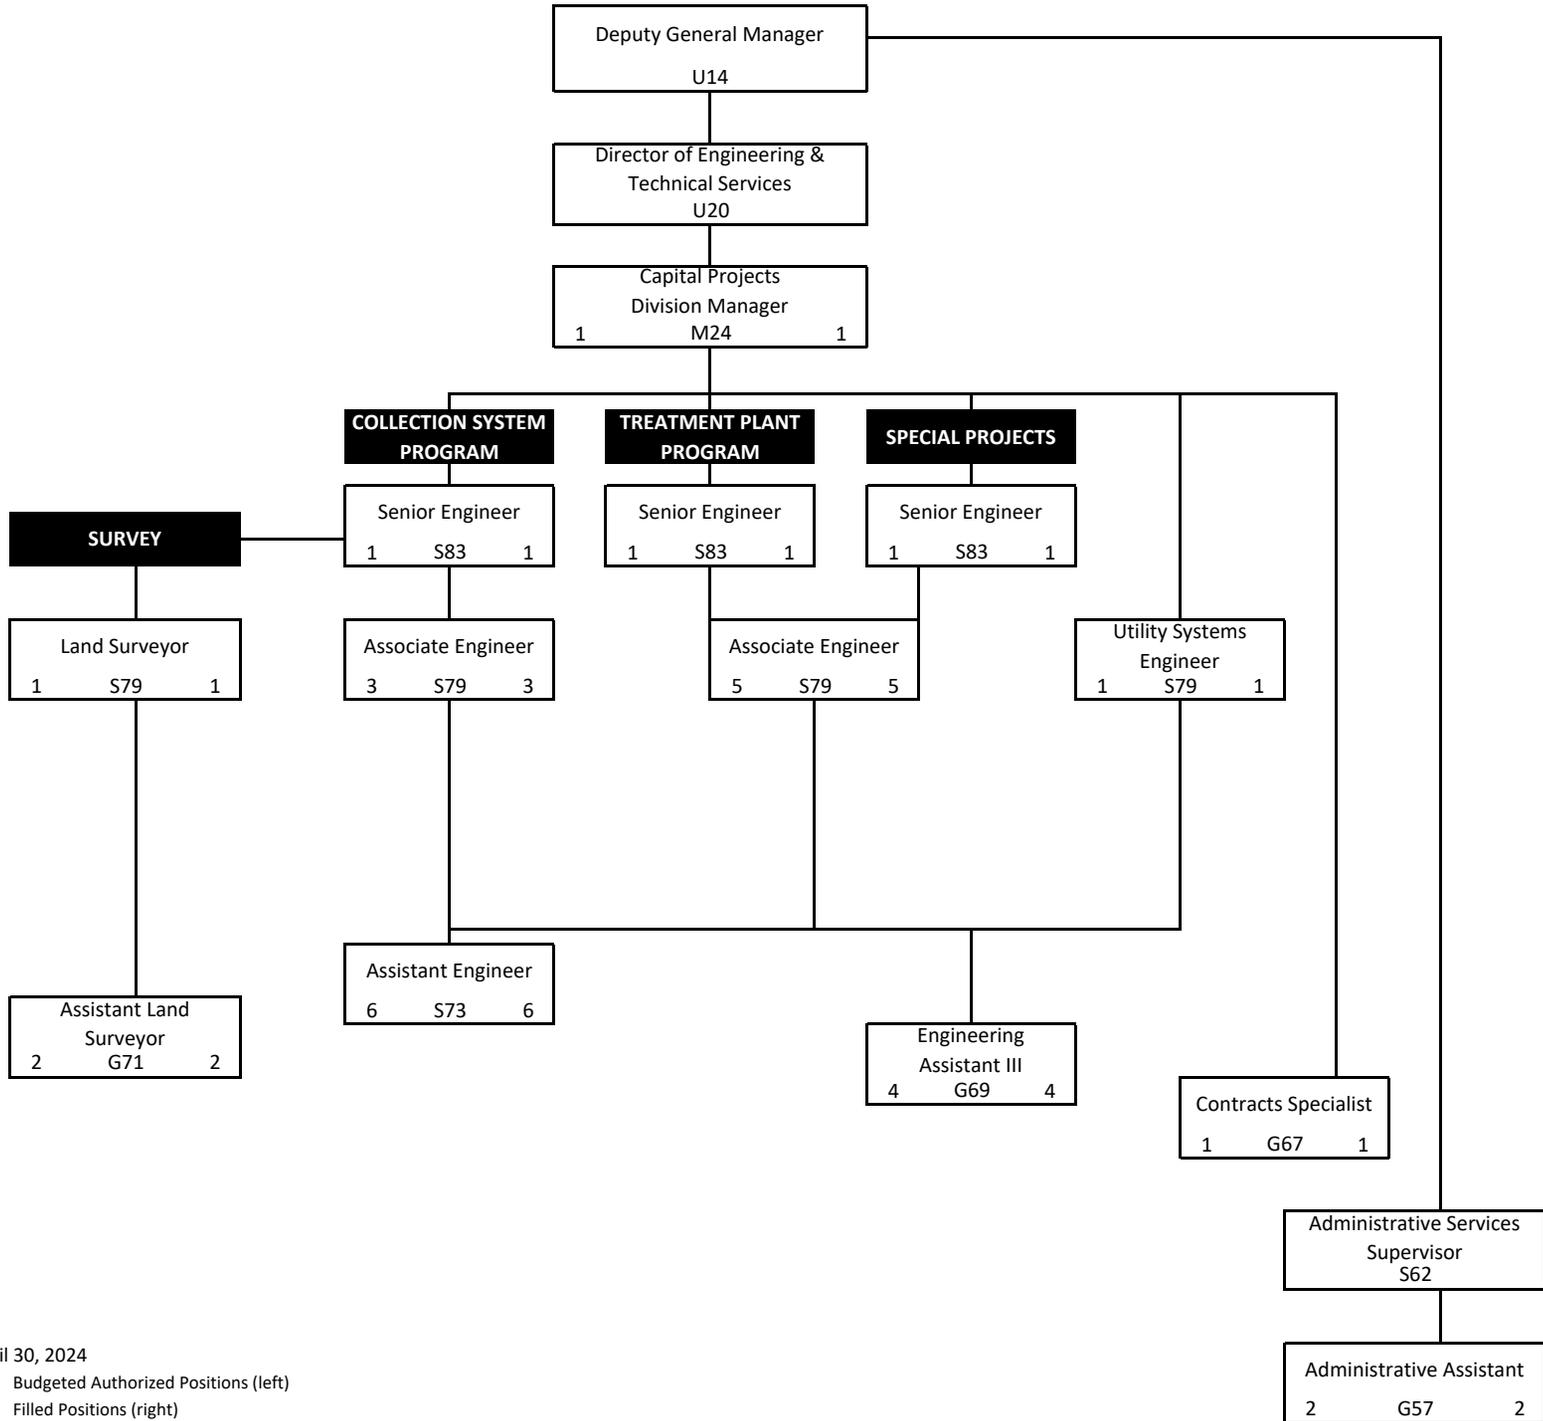 Deputy General Manager
U14
Director of Engineering &
Technical Services
U20
Capital Projects
Division Manager
1 M24 1
COLLECTION SYSTEM
PROGRAM
TREATMENT PLANT
PROGRAM
SPECIAL PROJECTS
Senior Engineer
1 S83 1
Senior Engineer
1 S83 1
Senior Engineer
1 S83 1
SURVEY
Land Surveyor
1 S79 1
Associate Engineer
3 S79 3
Associate Engineer
5 S79 5
Utility Systems
Engineer
1 S79 1
Assistant Engineer
6 S73 6
Assistant Land
Surveyor
2 G71 2
Engineering
Assistant III
4 G69 4
Contracts Specialist
1 G67 1
Administrative Services
Supervisor
S62
Administrative Assistant
2 G57 2
il 30, 2024
Budgeted Authorized Positions (left)
Filled Positions (right)